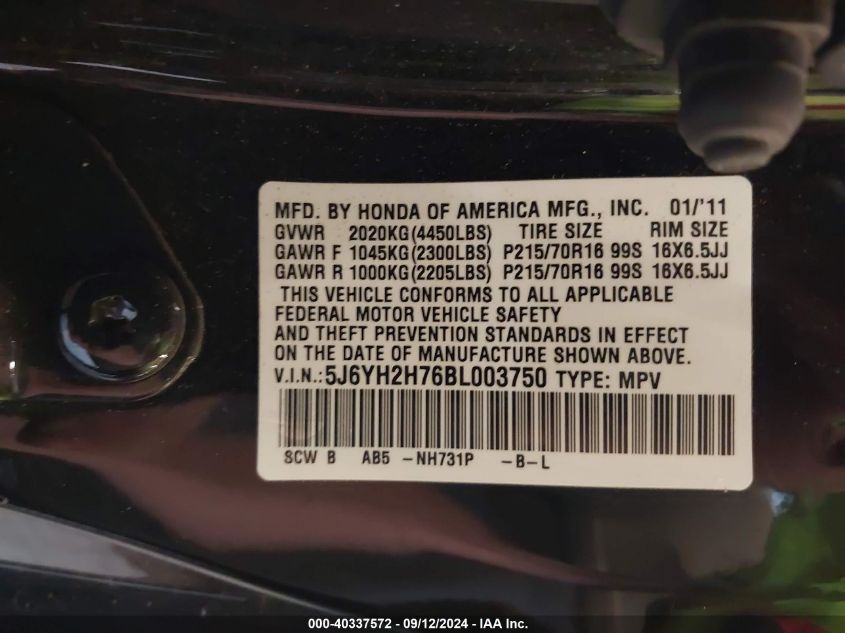 MFD. BY HONDA OF AMERICA MFG., INC. 01/'11
GVWR 2020KG(4450LBS) TIRE SIZE RIM SIZE
GAWR F 1045KG(2300LBS) P215/70R16 99S 16X6.5JJ
GAWR R 1000KG(2205LBS) P215/70R16 99S 16X6.5JJ
THIS VEHICLE CONFORMS TO ALL APPLICABLE
FEDERAL MOTOR VEHICLE SAFETY
AND THEFT PREVENTION STANDARDS IN EFFECT
ON THE DATE OF MANUFACTURE SHOWN ABOVE.
V.I.N.:5J6YH2H76BL003750 TYPE: MPV
SCW B AB5 -NH731P -B-L
000-40337572 - 09/12/2024 - IAA Inc.